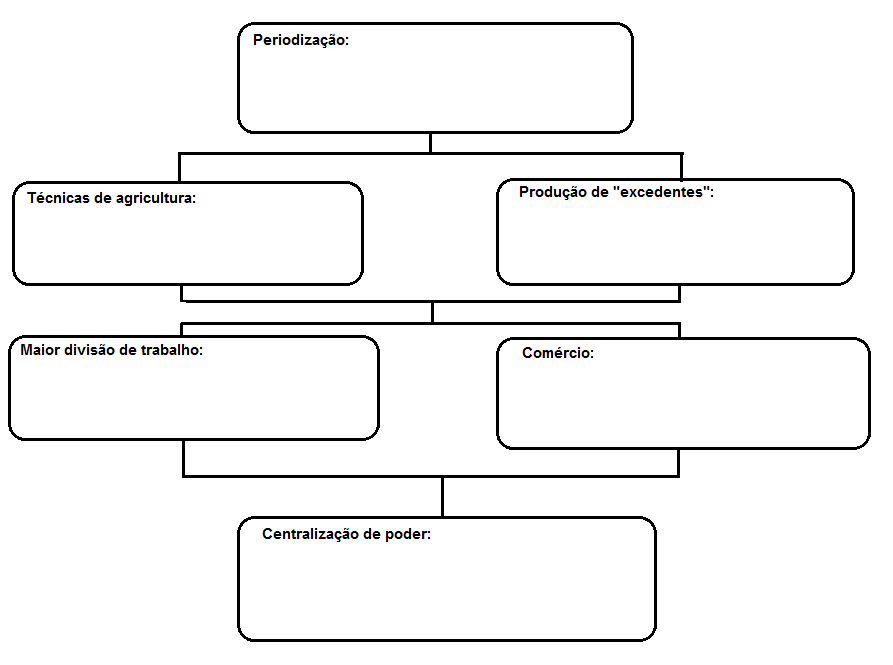 Periodização:
Técnicas de agricultura:
Produção de "excedentes":
Maior divisão de trabalho:
Comércio:
Centralização de poder: